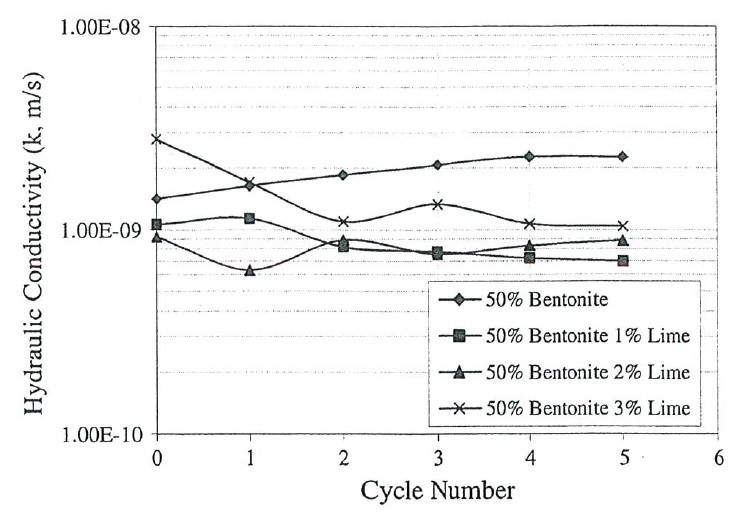 1.00E-08
Hydraulic Conductivity (k, m/s)
1.00E-09
50% Bentonite
50% Bentonite 1% Lime
50% Bentonite 2% Lime
50% Bentonite 3% Lime
1.00E-10
0 1 2 3 4 5 6
Cycle Number